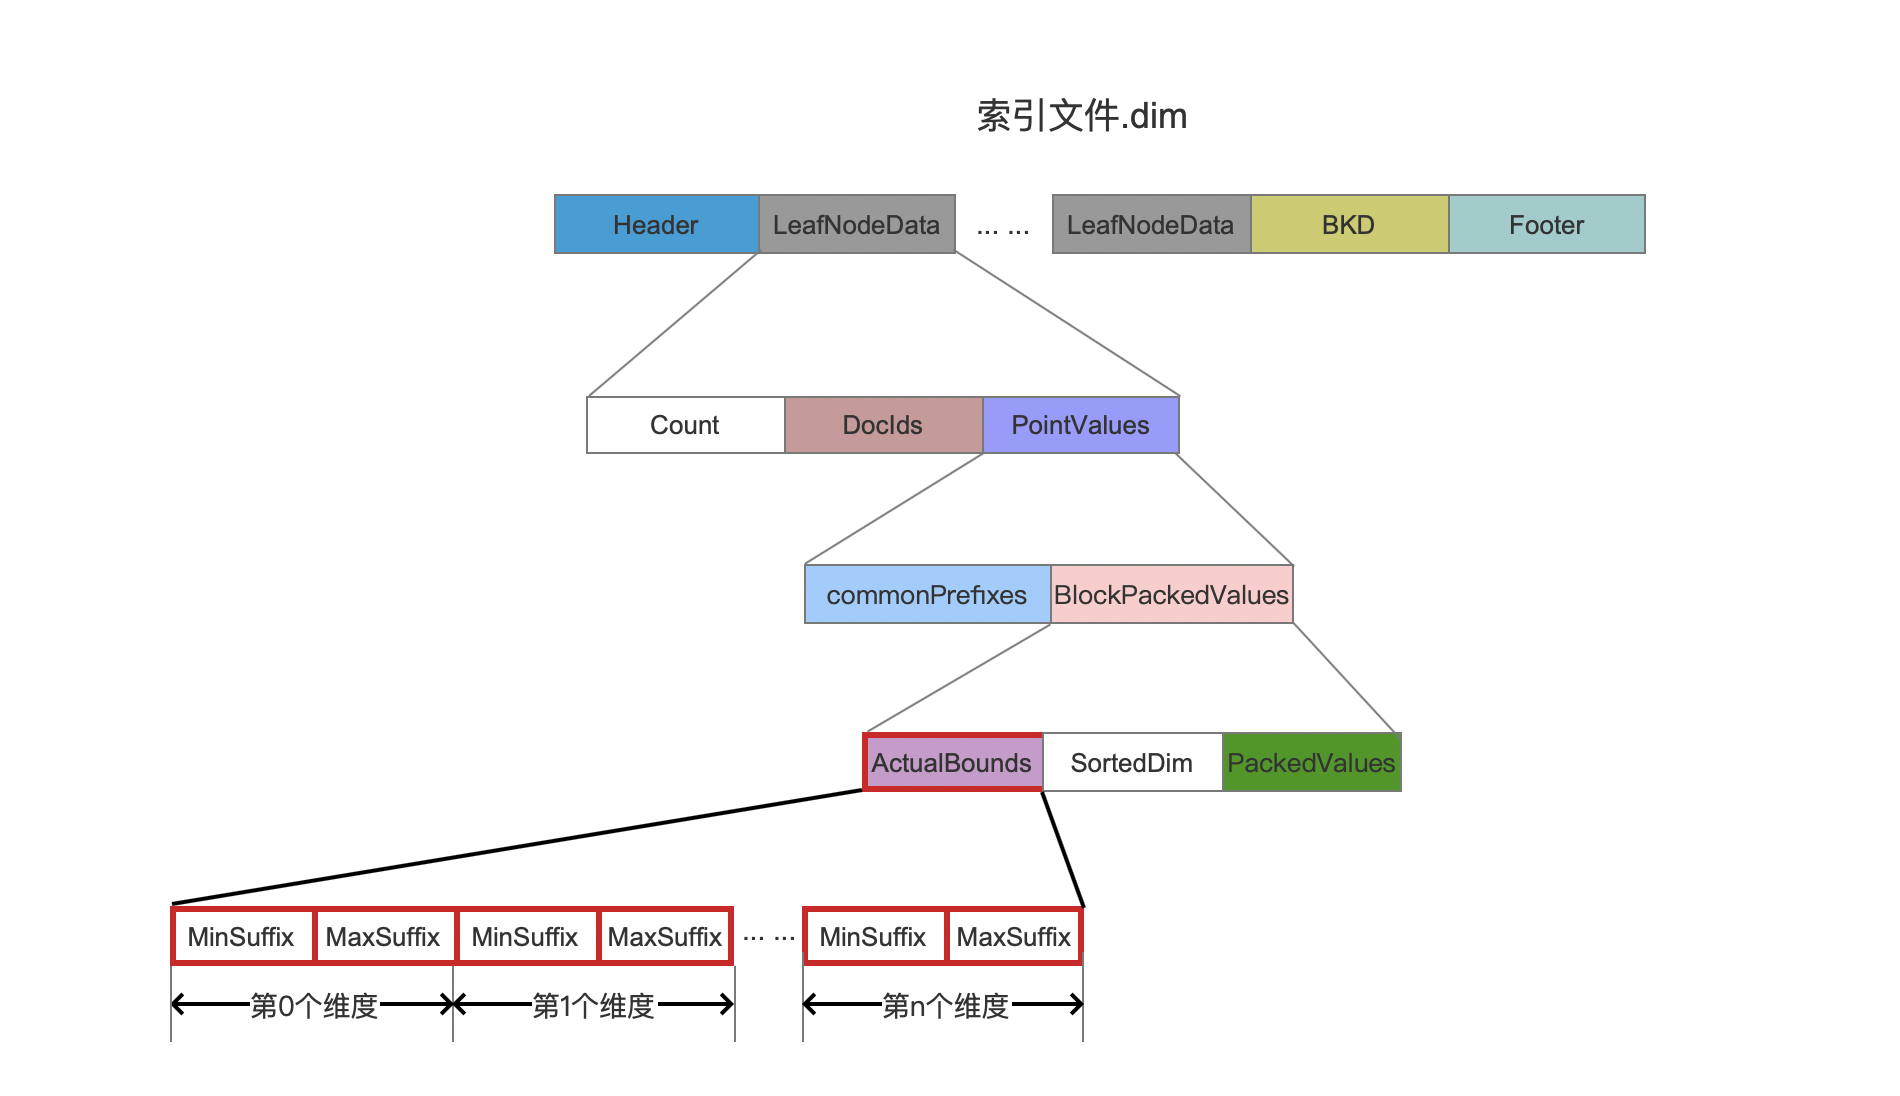 索引文件.dim
Header LeafNodeData ... ... LeafNodeData BKD Footer
Count DocIds PointValues
commonPrefixes BlockPackedValues
ActualBounds SortedDim PackedValues
MinSuffix MaxSuffix MinSuffix MaxSuffix ... ... MinSuffix MaxSuffix
第0个维度 第1个维度 第n个维度